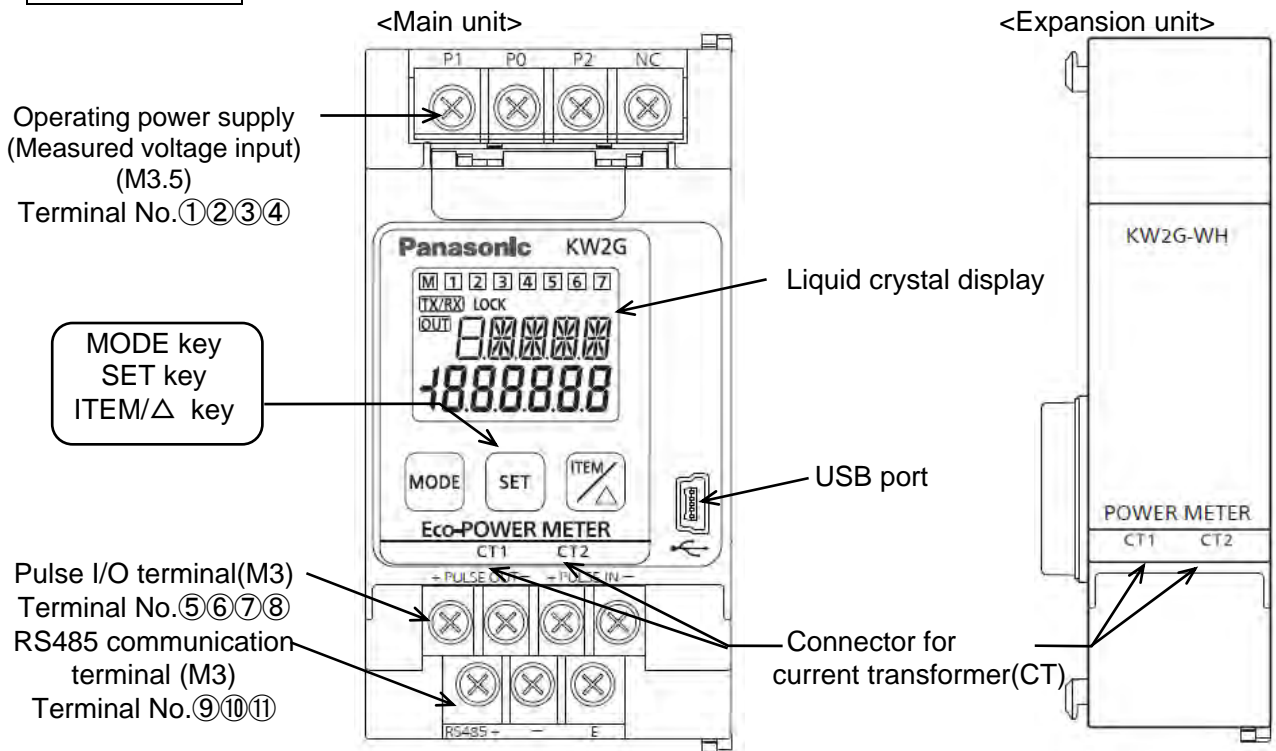 <Main unit>
<Expansion unit>
P1 P0 P2 NC
Operating power supply
(Measured voltage input)
(M3.5)
Terminal No.①②③④
Panasonic KW2G
M 1 2 3 4 5 6 7
TX/RX LOCK
OUT
Liquid crystal display
MODE key
SET key
ITEM/△ key
MODE SET ITEM/△
USB port
Eco-POWER METER
CT1 CT2
+ PULSE OUT − + PULSE IN −
Pulse I/O terminal(M3)
Terminal No.⑤⑥⑦⑧
RS485 communication
terminal (M3)
Terminal No.⑨⑩⑪
RS485 + − E
Connector for
current transformer(CT)
KW2G-WH
POWER METER
CT1 CT2